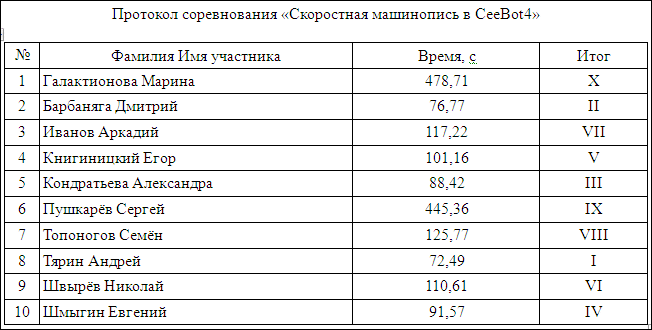 Протокол соревнования «Скоростная машинопись в CeeBot4»
№ Фамилия Имя участника Время, с Итог
1 Галактионова Марина 478,71 X
2 Барбаняга Дмитрий 76,77 II
3 Иванов Аркадий 117,22 VII
4 Книгиницкий Егор 101,16 V
5 Кондратьева Александра 88,42 III
6 Пушкарёв Сергей 445,36 IX
7 Топоногов Семён 125,77 VIII
8 Тярин Андрей 72,49 I
9 Швырёв Николай 110,61 VI
10 Шмыгин Евгений 91,57 IV